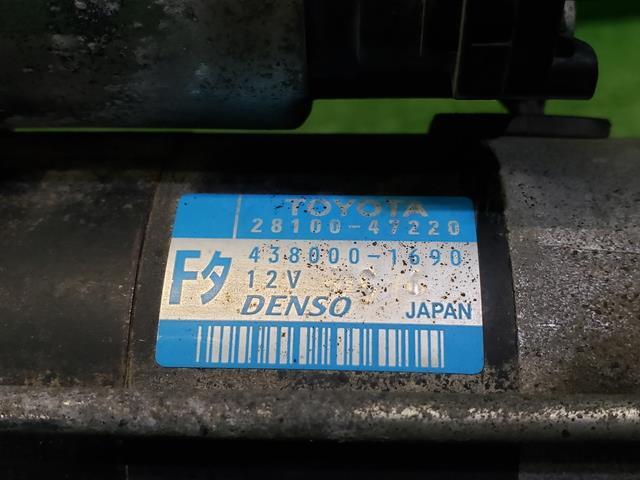 TOYOTA
28100-47220
438000-1690
Fタ
12V
DENSO
JAPAN